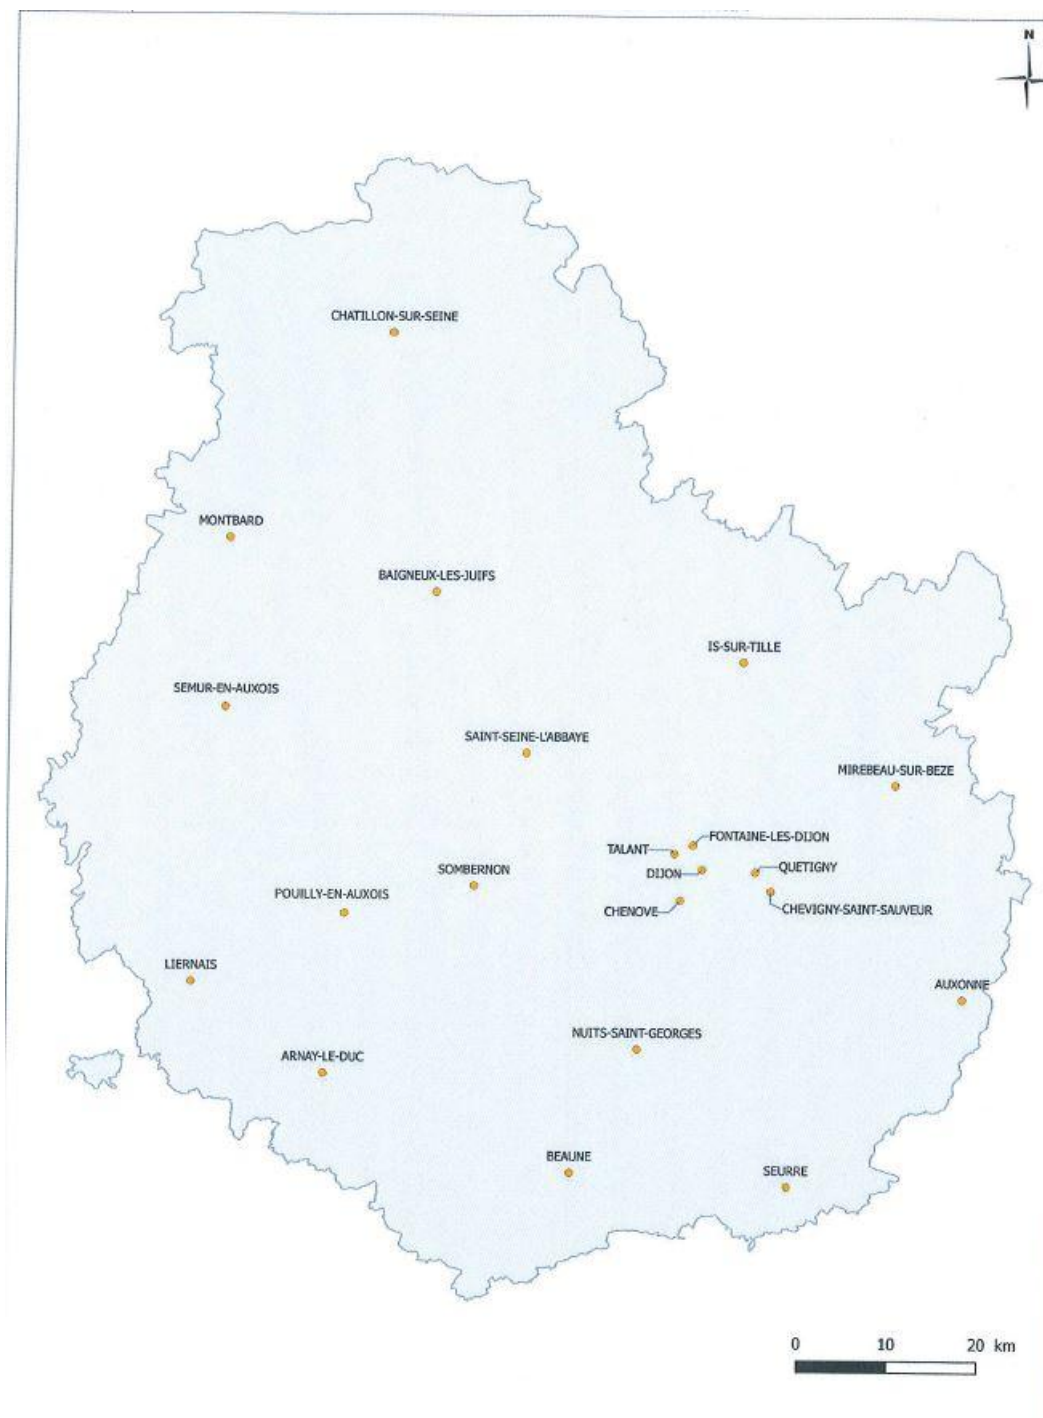 N
CHATILLON-SUR-SEINE
MONTBARD
BAIGNEUX-LES-JUIFS
IS-SUR-TILLE
SEMUR-EN-AUXOIS
SAINT-SEINE-L'ABBAYE
MIREBEAU-SUR-BEZE
FONTAINE-LES-DIJON
TALANT
SOMBERNON
DIJON
QUETIGNY
POUILLY-EN-AUXOIS
CHENOVE
CHEVIGNY-SAINT-SAUVEUR
LIERNAIS
AUXONNE
NUITS-SAINT-GEORGES
ARNAY-LE-DUC
BEAUNE
SEURRE
0 10 20 km